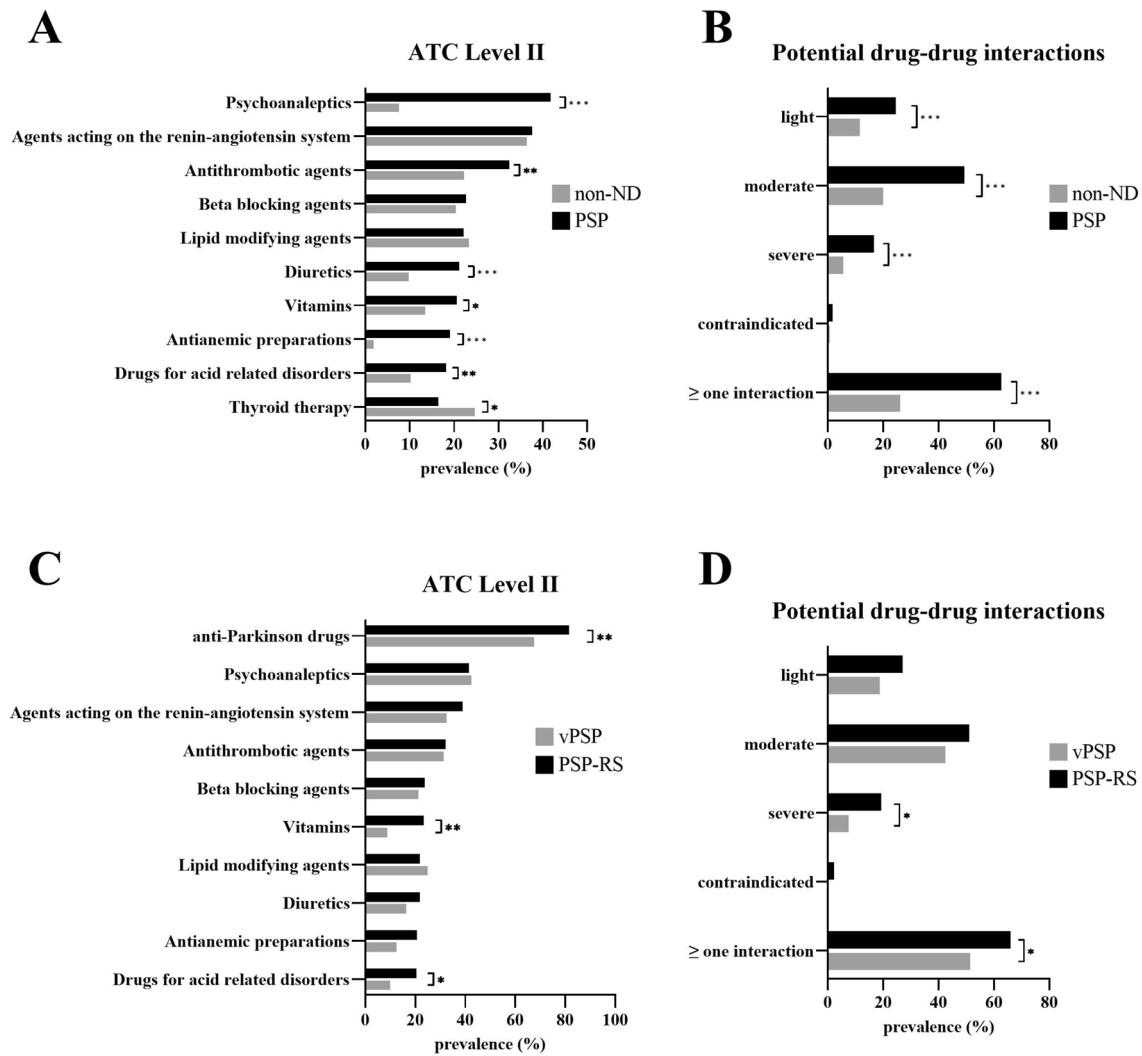 A
ATC Level II
Psychoanaleptics
***
Agents acting on the renin-angiotensin system
Antithrombotic agents
**
Beta blocking agents
Lipid modifying agents
Diuretics
***
Vitamins
*
Antianemic preparations
***
Drugs for acid related disorders
**
Thyroid therapy
*
non-ND
PSP
0 10 20 30 40 50
prevalence (%)
B
Potential drug-drug interactions
light
***
moderate
***
severe
***
contraindicated
≥ one interaction
***
non-ND
PSP
0 20 40 60 80
prevalence (%)
C
ATC Level II
anti-Parkinson drugs
**
Psychoanaleptics
Agents acting on the renin-angiotensin system
Antithrombotic agents
Beta blocking agents
Vitamins
**
Lipid modifying agents
Diuretics
Antianemic preparations
Drugs for acid related disorders
*
vPSP
PSP-RS
0 20 40 60 80 100
prevalence (%)
D
Potential drug-drug interactions
light
moderate
severe
*
contraindicated
≥ one interaction
*
vPSP
PSP-RS
0 20 40 60 80
prevalence (%)